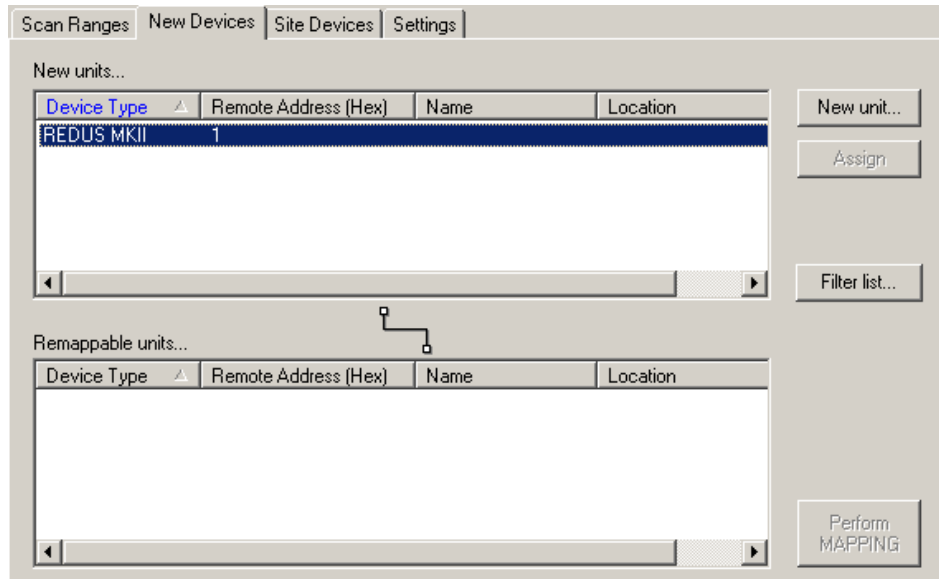 Scan Ranges New Devices Site Devices Settings
New units...
Device Type Remote Address (Hex) Name Location
REDUS MKII 1
New unit...
Assign
Filter list...
Remappable units...
Device Type Remote Address (Hex) Name Location
Perform
MAPPING